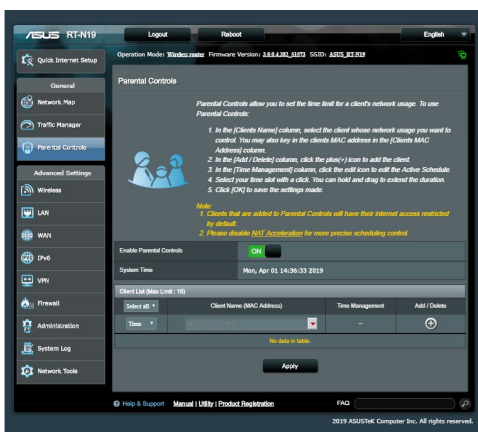 ASUS RT-N19
Logout
Reboot
English
Quick Internet Setup
Operation Mode: Wireless router Firmware Version: 3.0.0.4.382_51673 SSID: ASUS_RT-N19
General
Network Map
Traffic Manager
Parental Controls
Advanced Settings
Wireless
LAN
WAN
IPv6
VPN
Firewall
Administration
System Log
Network Tools
Parental Controls
Parental Controls allow you to set the time limit for a client's network usage. To use
Parental Controls:
1. In the [Clients Name] column, select the client whose network usage you want to
control. You may also key in the clients MAC address in the [Clients MAC
Address] column.
2. In the [Add / Delete] column, click the plus(+) icon to add the client.
3. In the [Time Management] column, click the edit icon to edit the Active Schedule.
4. Select your time slot with a click. You can hold and drag to extend the duration.
5. Click [OK] to save the settings made.
Note:
1. Clients that are added to Parental Controls will have their internet access restricted
by default.
2. Please disable NAT Acceleration for more precise scheduling control.
Enable Parental Controls
ON
System Time
Mon, Apr 01 14:36:33 2019
Client List (Max Limit : 16)
Select all
Client Name (MAC Address)
Time Management
Add / Delete
Time
–
No data in table.
Apply
Help & Support
Manual | Utility | Product Registration
FAQ
2019 ASUSTeK Computer Inc. All rights reserved.